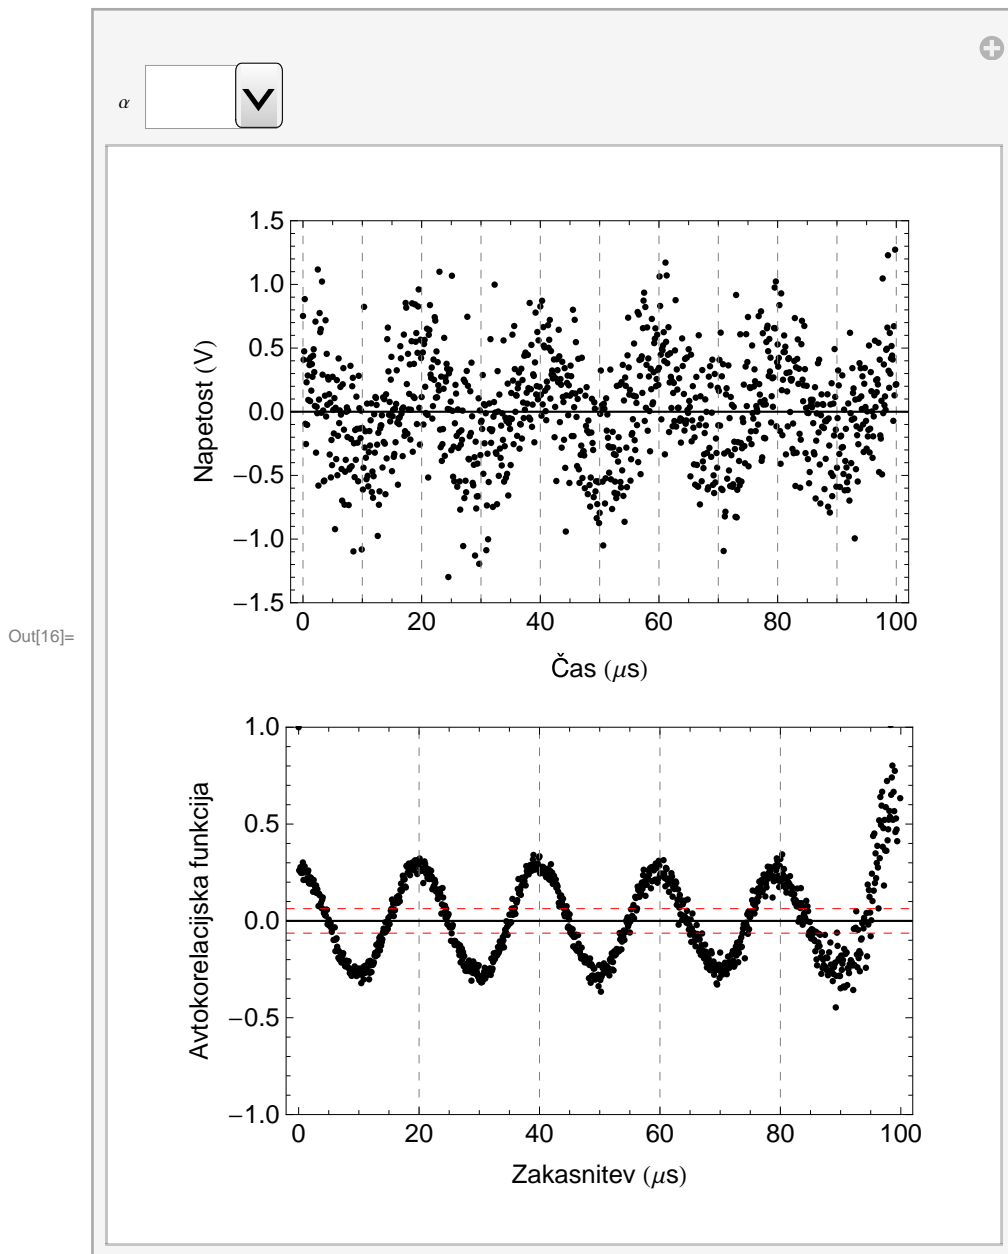 α
Out[16]=
1.5
1.0
0.5
0.0
−0.5
−1.0
−1.5
Napetost (V)
0 20 40 60 80 100
Čas (μs)
1.0
0.5
0.0
−0.5
−1.0
Avtokorelacijska funkcija
0 20 40 60 80 100
Zakasnitev (μs)